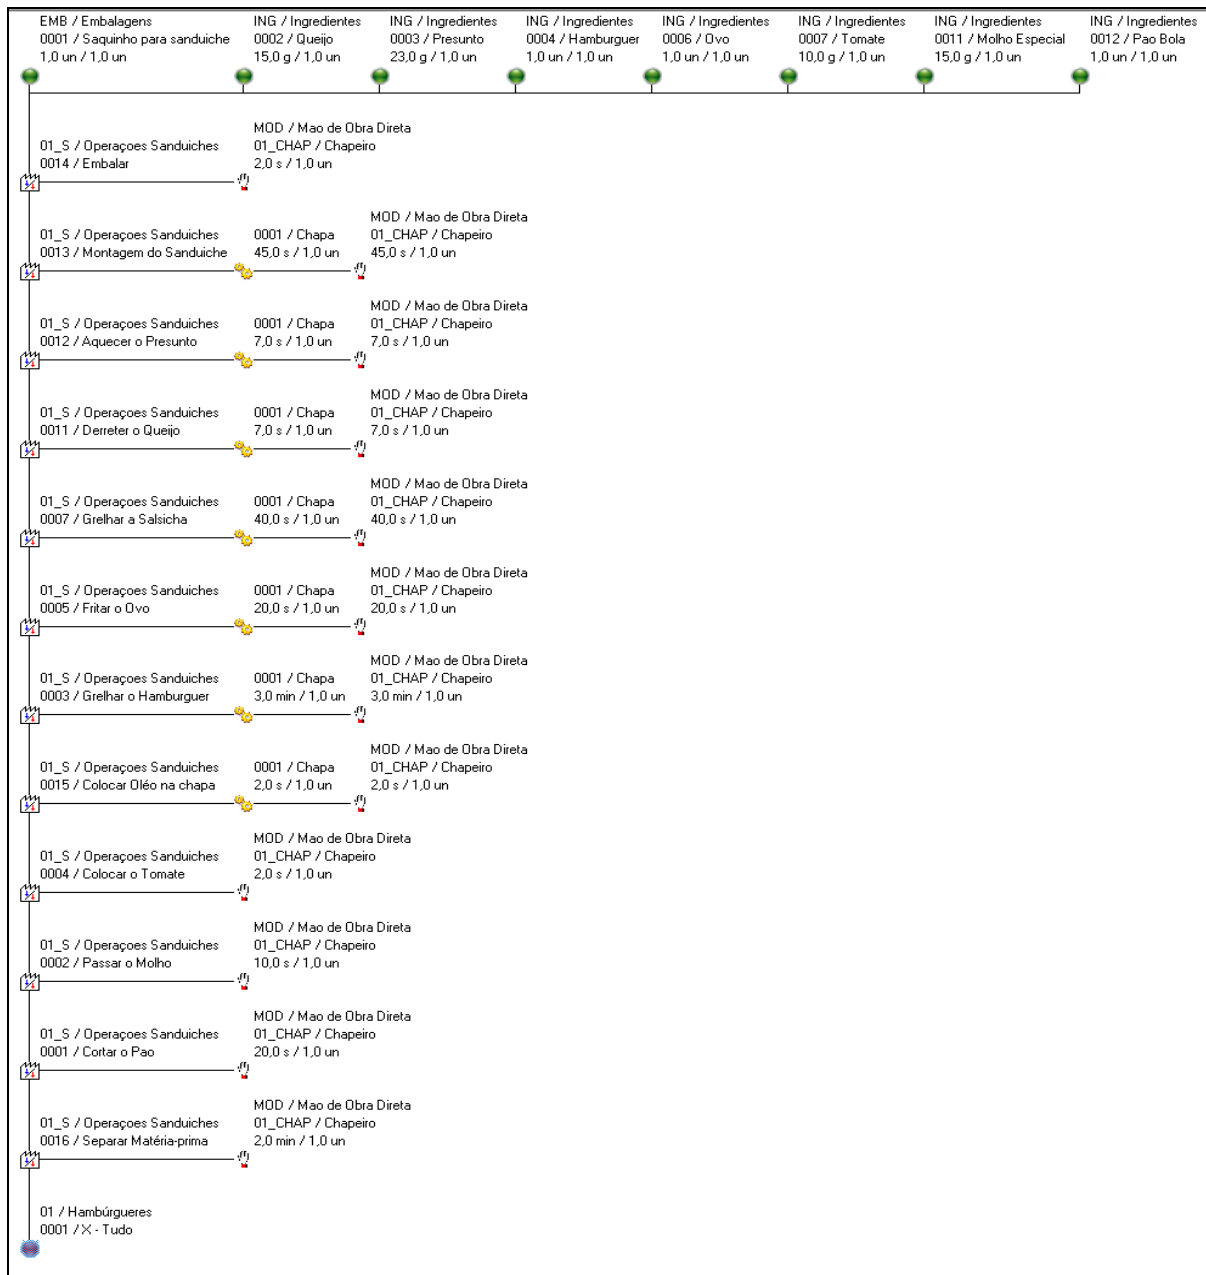 EMB / Embalagens
0001 / Saquinho para sanduiche
1,0 un / 1,0 un
ING / Ingredientes
0002 / Queijo
15,0 g / 1,0 un
ING / Ingredientes
0003 / Presunto
23,0 g / 1,0 un
ING / Ingredientes
0004 / Hamburguer
1,0 un / 1,0 un
ING / Ingredientes
0006 / Ovo
1,0 un / 1,0 un
ING / Ingredientes
0007 / Tomate
10,0 g / 1,0 un
ING / Ingredientes
0011 / Molho Especial
15,0 g / 1,0 un
ING / Ingredientes
0012 / Pao Bola
1,0 un / 1,0 un
01_S / Operaçoes Sanduiches
0014 / Embalar
MOD / Mao de Obra Direta
01_CHAP / Chapeiro
2,0 s / 1,0 un
01_S / Operaçoes Sanduiches
0013 / Montagem do Sanduiche
0001 / Chapa
45,0 s / 1,0 un
MOD / Mao de Obra Direta
01_CHAP / Chapeiro
45,0 s / 1,0 un
01_S / Operaçoes Sanduiches
0012 / Aquecer o Presunto
0001 / Chapa
7,0 s / 1,0 un
MOD / Mao de Obra Direta
01_CHAP / Chapeiro
7,0 s / 1,0 un
01_S / Operaçoes Sanduiches
0011 / Derreter o Queijo
0001 / Chapa
7,0 s / 1,0 un
MOD / Mao de Obra Direta
01_CHAP / Chapeiro
7,0 s / 1,0 un
01_S / Operaçoes Sanduiches
0007 / Grelhar a Salsicha
0001 / Chapa
40,0 s / 1,0 un
MOD / Mao de Obra Direta
01_CHAP / Chapeiro
40,0 s / 1,0 un
01_S / Operaçoes Sanduiches
0005 / Fritar o Ovo
0001 / Chapa
20,0 s / 1,0 un
MOD / Mao de Obra Direta
01_CHAP / Chapeiro
20,0 s / 1,0 un
01_S / Operaçoes Sanduiches
0003 / Grelhar o Hamburguer
0001 / Chapa
3,0 min / 1,0 un
MOD / Mao de Obra Direta
01_CHAP / Chapeiro
3,0 min / 1,0 un
01_S / Operaçoes Sanduiches
0015 / Colocar Oléo na chapa
0001 / Chapa
2,0 s / 1,0 un
MOD / Mao de Obra Direta
01_CHAP / Chapeiro
2,0 s / 1,0 un
01_S / Operaçoes Sanduiches
0004 / Colocar o Tomate
MOD / Mao de Obra Direta
01_CHAP / Chapeiro
2,0 s / 1,0 un
01_S / Operaçoes Sanduiches
0002 / Passar o Molho
MOD / Mao de Obra Direta
01_CHAP / Chapeiro
10,0 s / 1,0 un
01_S / Operaçoes Sanduiches
0001 / Cortar o Pao
MOD / Mao de Obra Direta
01_CHAP / Chapeiro
20,0 s / 1,0 un
01_S / Operaçoes Sanduiches
0016 / Separar Matéria-prima
MOD / Mao de Obra Direta
01_CHAP / Chapeiro
2,0 min / 1,0 un
01 / Hambúrgueres
0001 / X - Tudo